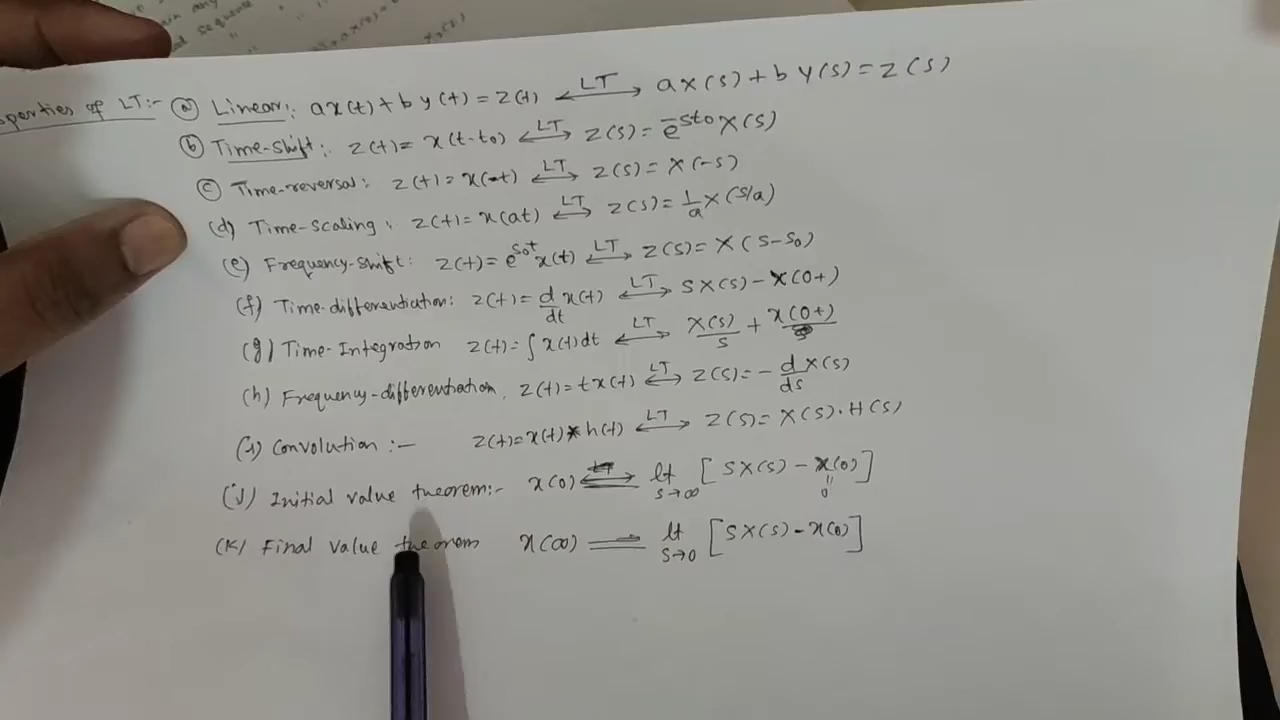 operties of LT:- (a) Linear:. ax(t)+by(t)=z(t) ⟷LT aX(s)+bY(s)=Z(s)
(b) Time-shift:. z(t)=x(t-t₀) ⟷LT Z(s)=e^-st₀ X(s)
(c) Time-reversal: z(t)=x(-t) ⟷LT Z(s)=X(-s)
(d) Time-scaling: z(t)=x(at) ⟷LT Z(s)=1/a X(s/a)
(e) Frequency-shift: z(t)=e^s₀t x(t) ⟷LT Z(s)=X(s-s₀)
(f) Time-differentiation: z(t)=d/dt x(t) ⟷LT sX(s)-x(0+)
(g) Time-Integration z(t)=∫x(t)dt ⟷LT X(s)/s + x(0+)/s
(h) Frequency-differentiation, z(t)=tx(t) ⟷LT Z(s)=-d/ds X(s)
(i) Convolution :- z(t)=x(t)*h(t) ⟷LT Z(s)=X(s).H(s)
(j) Initial value theorem:- x(0) = lt s→∞ [sX(s)-x(0)]
"
0
(k) Final value theorem x(∞) = lt s→0 [sX(s)-x(0)]